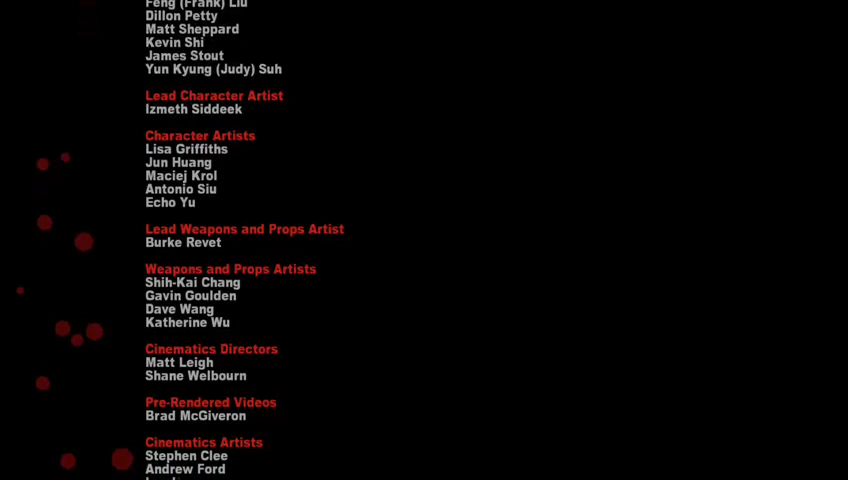 Feng (Frank) Liu
Dillon Petty
Matt Sheppard
Kevin Shi
James Stout
Yun Kyung (Judy) Suh
Lead Character Artist
Izmeth Siddeek
Character Artists
Lisa Griffiths
Jun Huang
Maciej Krol
Antonio Siu
Echo Yu
Lead Weapons and Props Artist
Burke Revet
Weapons and Props Artists
Shih-Kai Chang
Gavin Goulden
Dave Wang
Katherine Wu
Cinematics Directors
Matt Leigh
Shane Welbourn
Pre-Rendered Videos
Brad McGiveron
Cinematics Artists
Stephen Clee
Andrew Ford